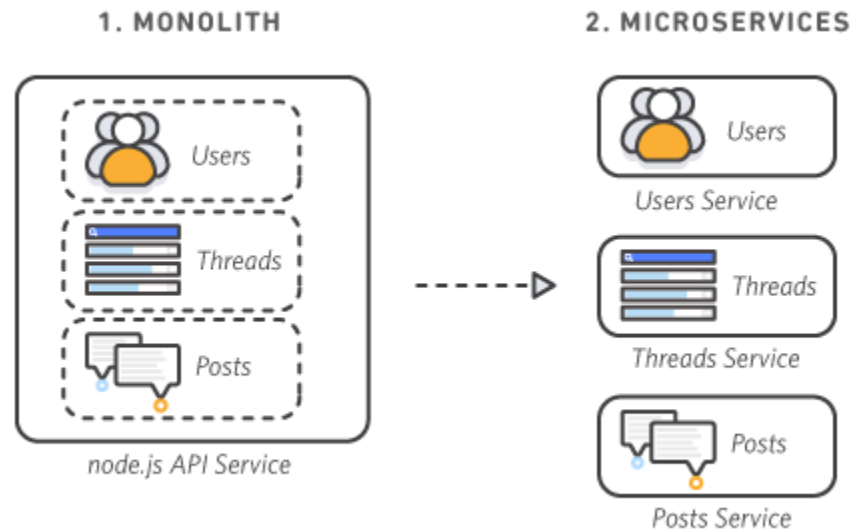 1. MONOLITH
Users
Threads
Posts
node.js API Service
2. MICROSERVICES
Users
Users Service
Threads
Threads Service
Posts
Posts Service